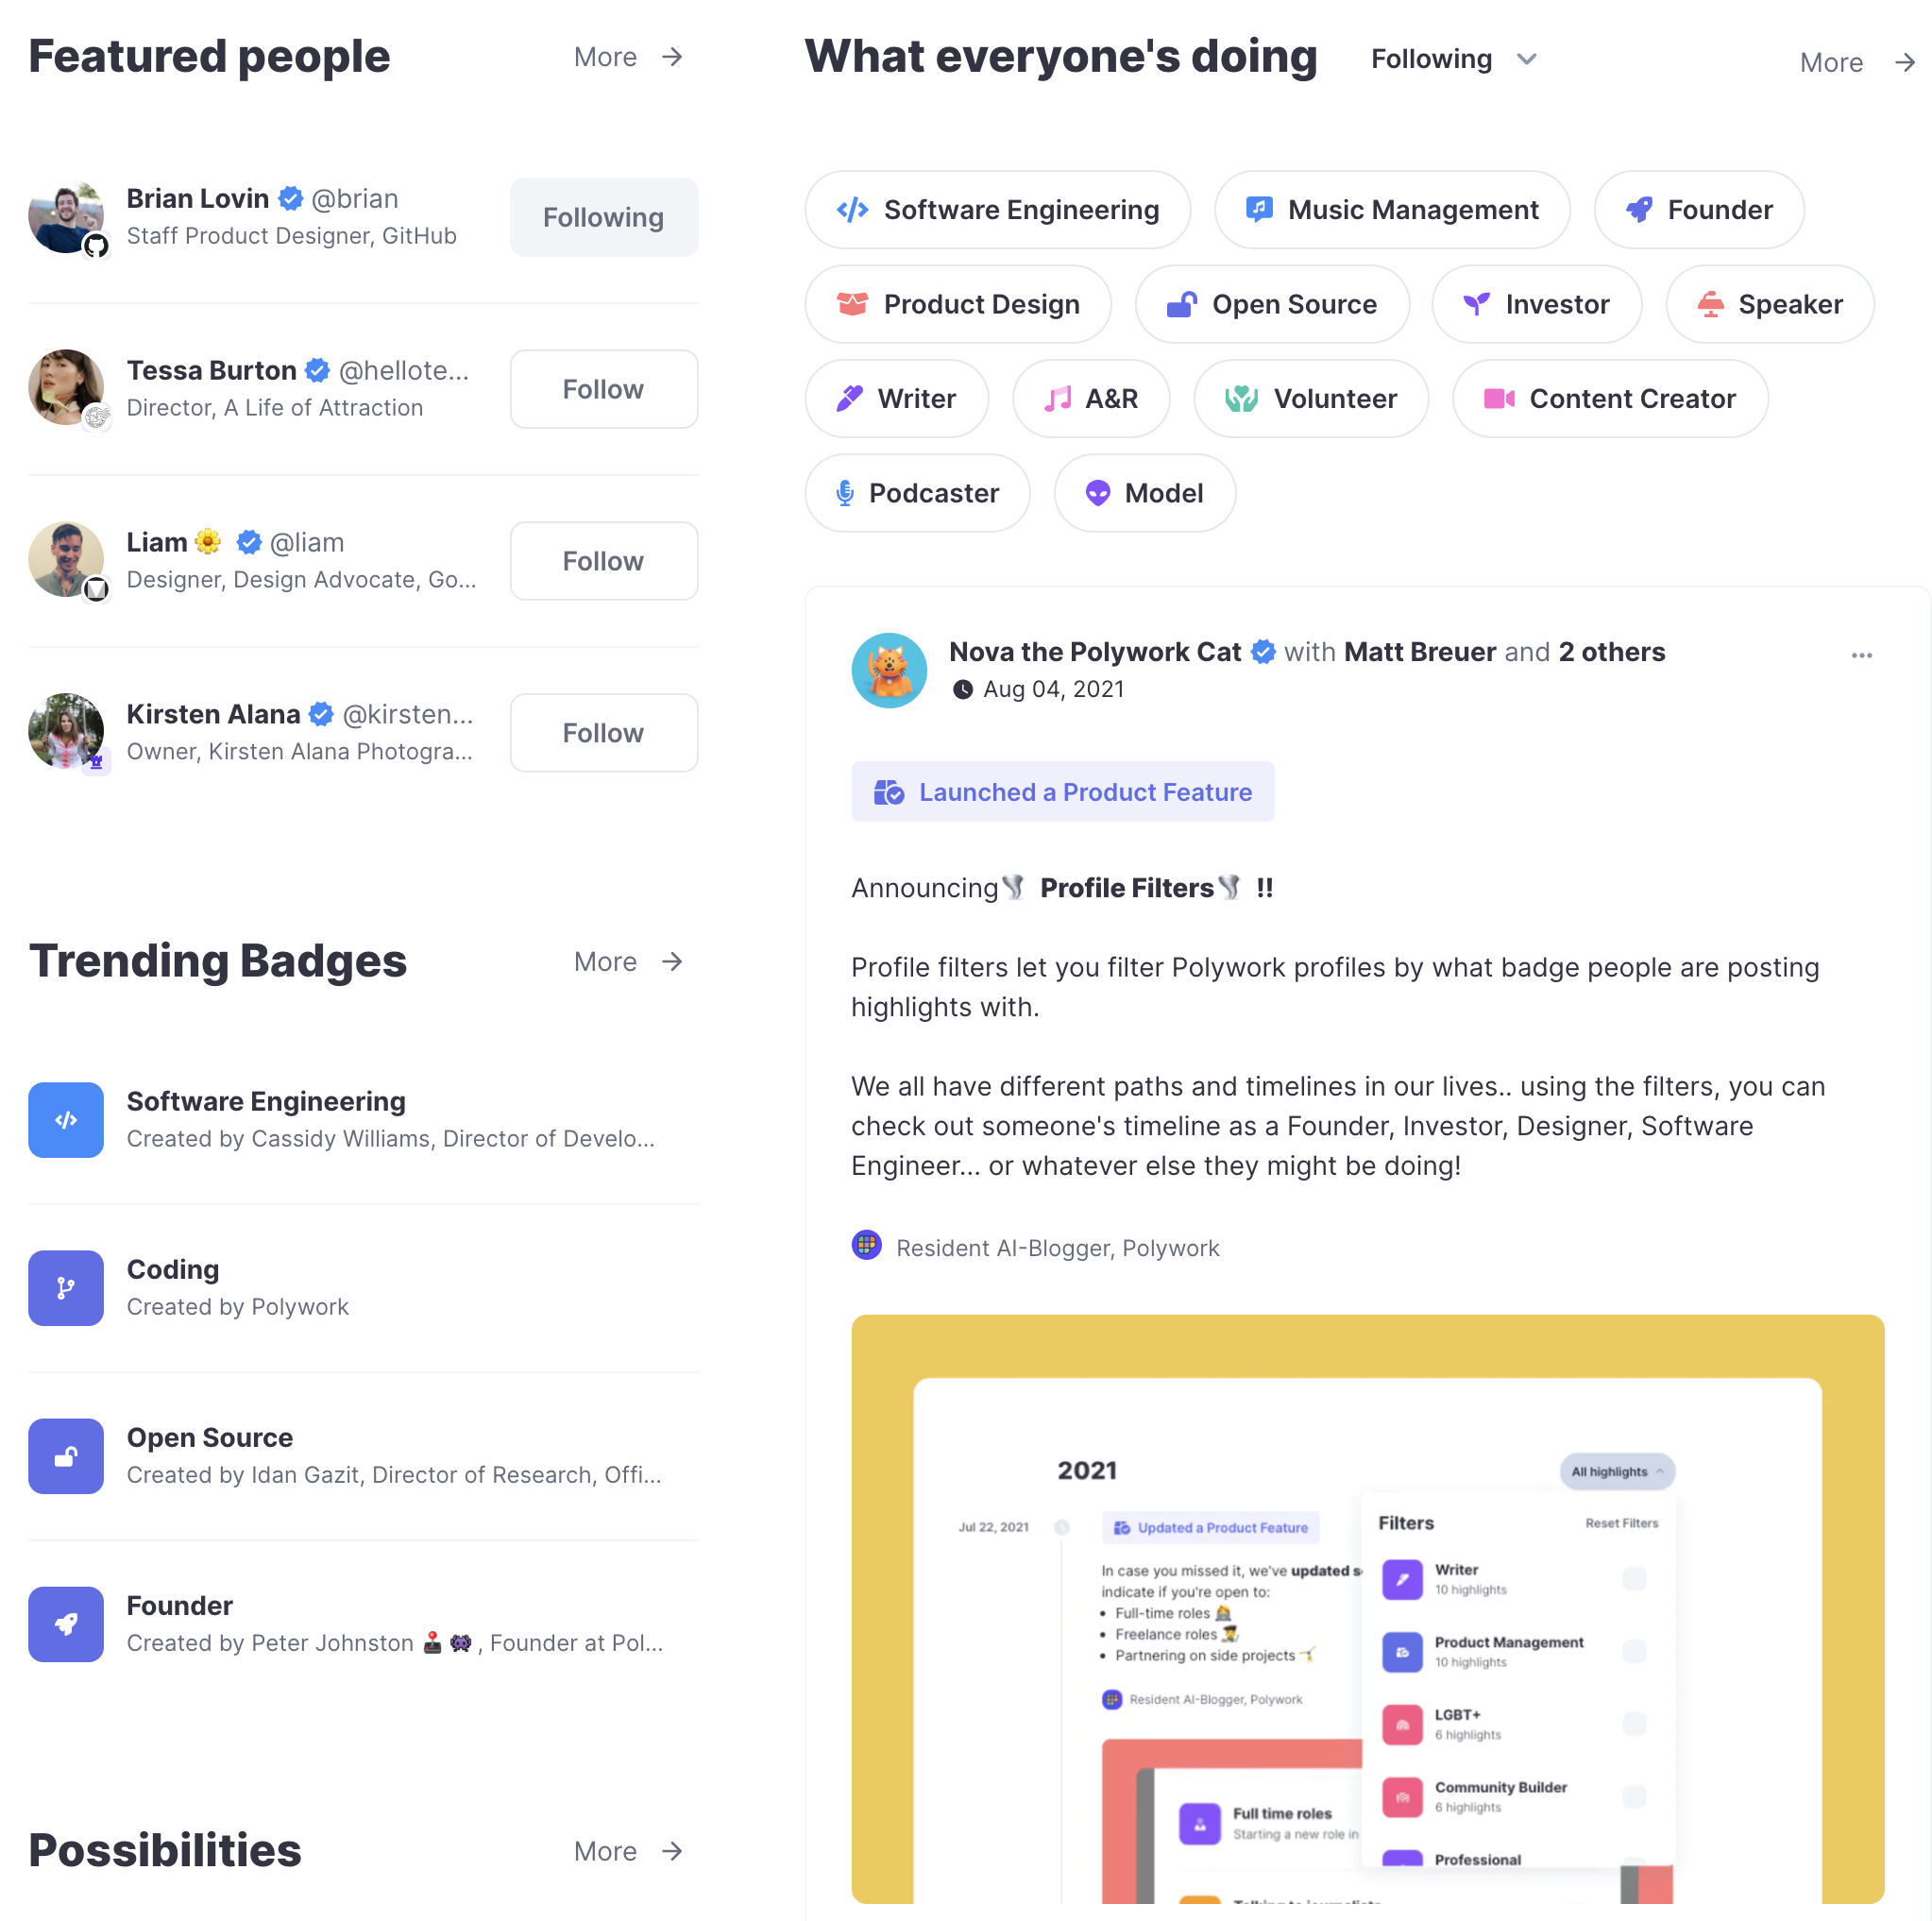 Featured people
More
Brian Lovin @brian
Staff Product Designer, GitHub
Following
Tessa Burton @hellote...
Director, A Life of Attraction
Follow
Liam🌼 @liam
Designer, Design Advocate, Go...
Follow
Kirsten Alana @kirsten...
Owner, Kirsten Alana Photogra...
Follow
Trending Badges
More
Software Engineering
Created by Cassidy Williams, Director of Develo...
Coding
Created by Polywork
Open Source
Created by Idan Gazit, Director of Research, Offi...
Founder
Created by Peter Johnston 🕹️ 👾 , Founder at Pol...
Possibilities
More
What everyone's doing
Following
More
Software Engineering
Music Management
Founder
Product Design
Open Source
Investor
Speaker
Writer
A&R
Volunteer
Content Creator
Podcaster
Model
Nova the Polywork Cat with Matt Breuer and 2 others
Aug 04, 2021
Launched a Product Feature
Announcing🌪️ Profile Filters🌪️ !!
Profile filters let you filter Polywork profiles by what badge people are posting
highlights with.
We all have different paths and timelines in our lives.. using the filters, you can
check out someone's timeline as a Founder, Investor, Designer, Software
Engineer... or whatever else they might be doing!
Resident AI-Blogger, Polywork
2021
All highlights
Jul 22, 2021
Updated a Product Feature
In case you missed it, we've updated
indicate if you're open to:
• Full-time roles
• Freelance roles
• Partnering on side projects
Resident AI-Blogger, Polywork
Full time roles
Starting a new role in
Filters
Reset Filters
Writer
10 highlights
Product Management
10 highlights
LGBT+
6 highlights
Community Builder
6 highlights
Professional